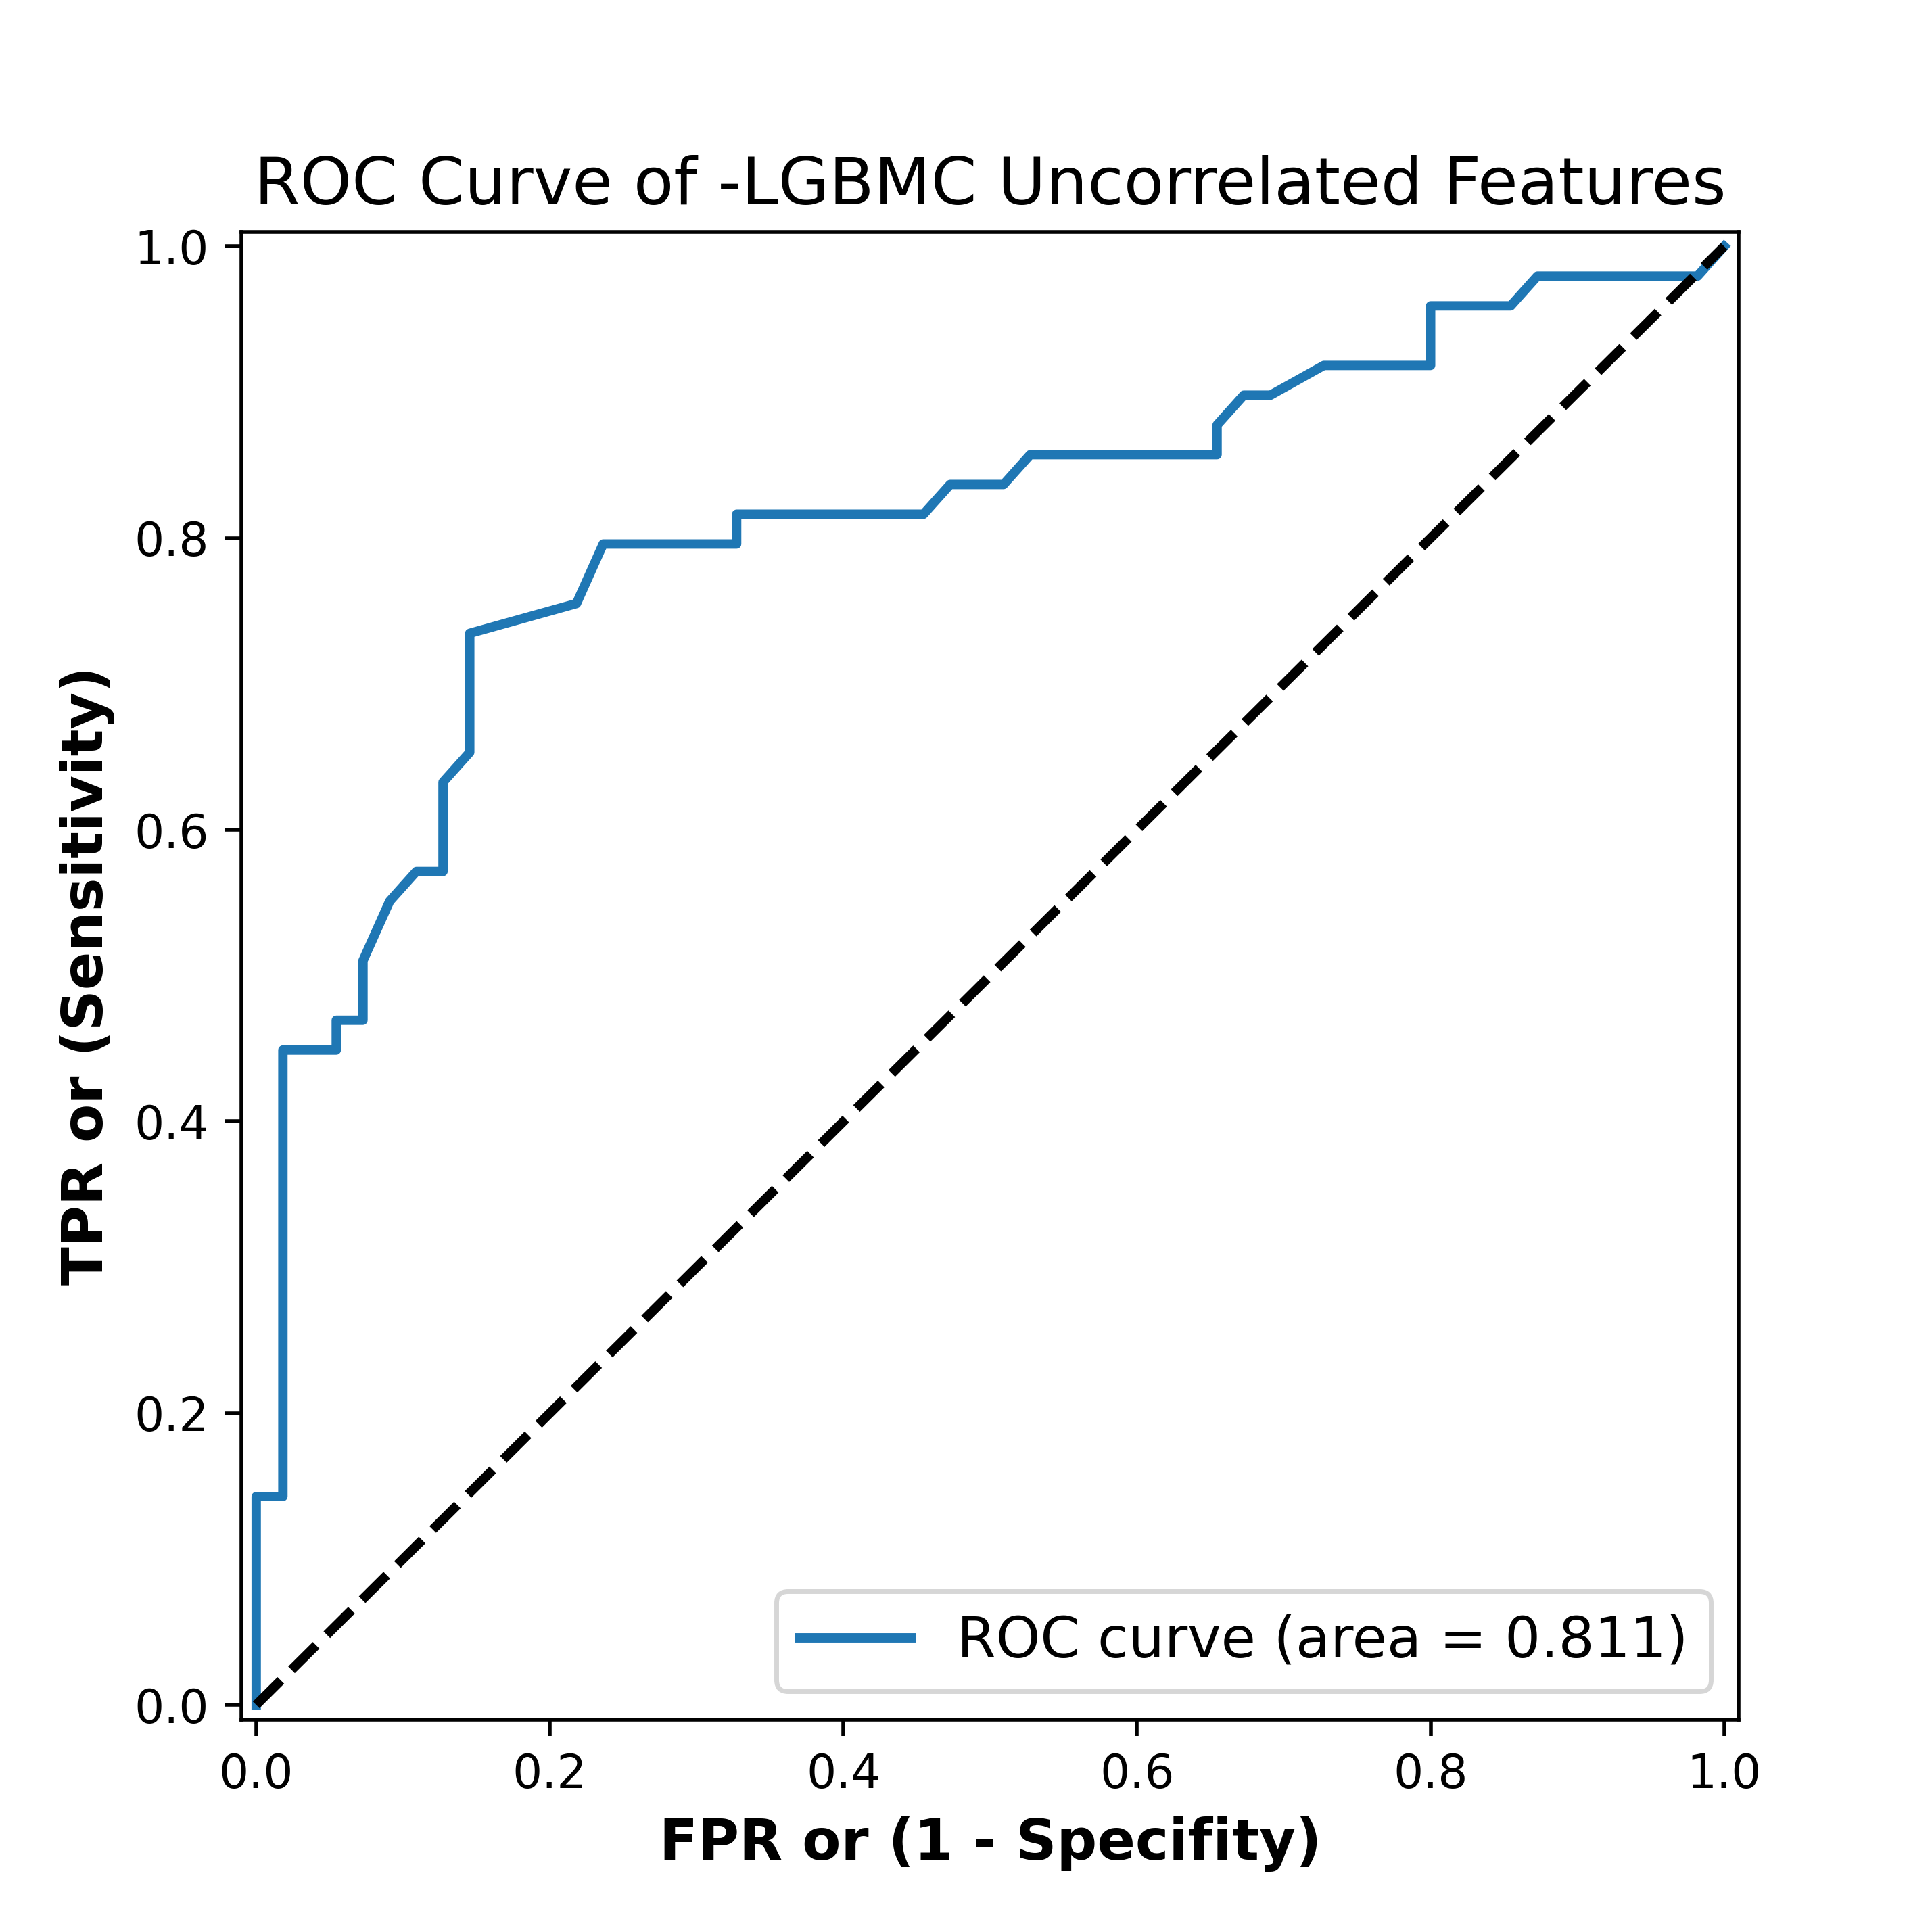 ROC Curve of -LGBMC Uncorrelated Features
1.0
0.8
0.6
0.4
0.2
0.0
TPR or (Sensitivity)
ROC curve (area = 0.811)
0.0 0.2 0.4 0.6 0.8 1.0
FPR or (1 - Specifity)